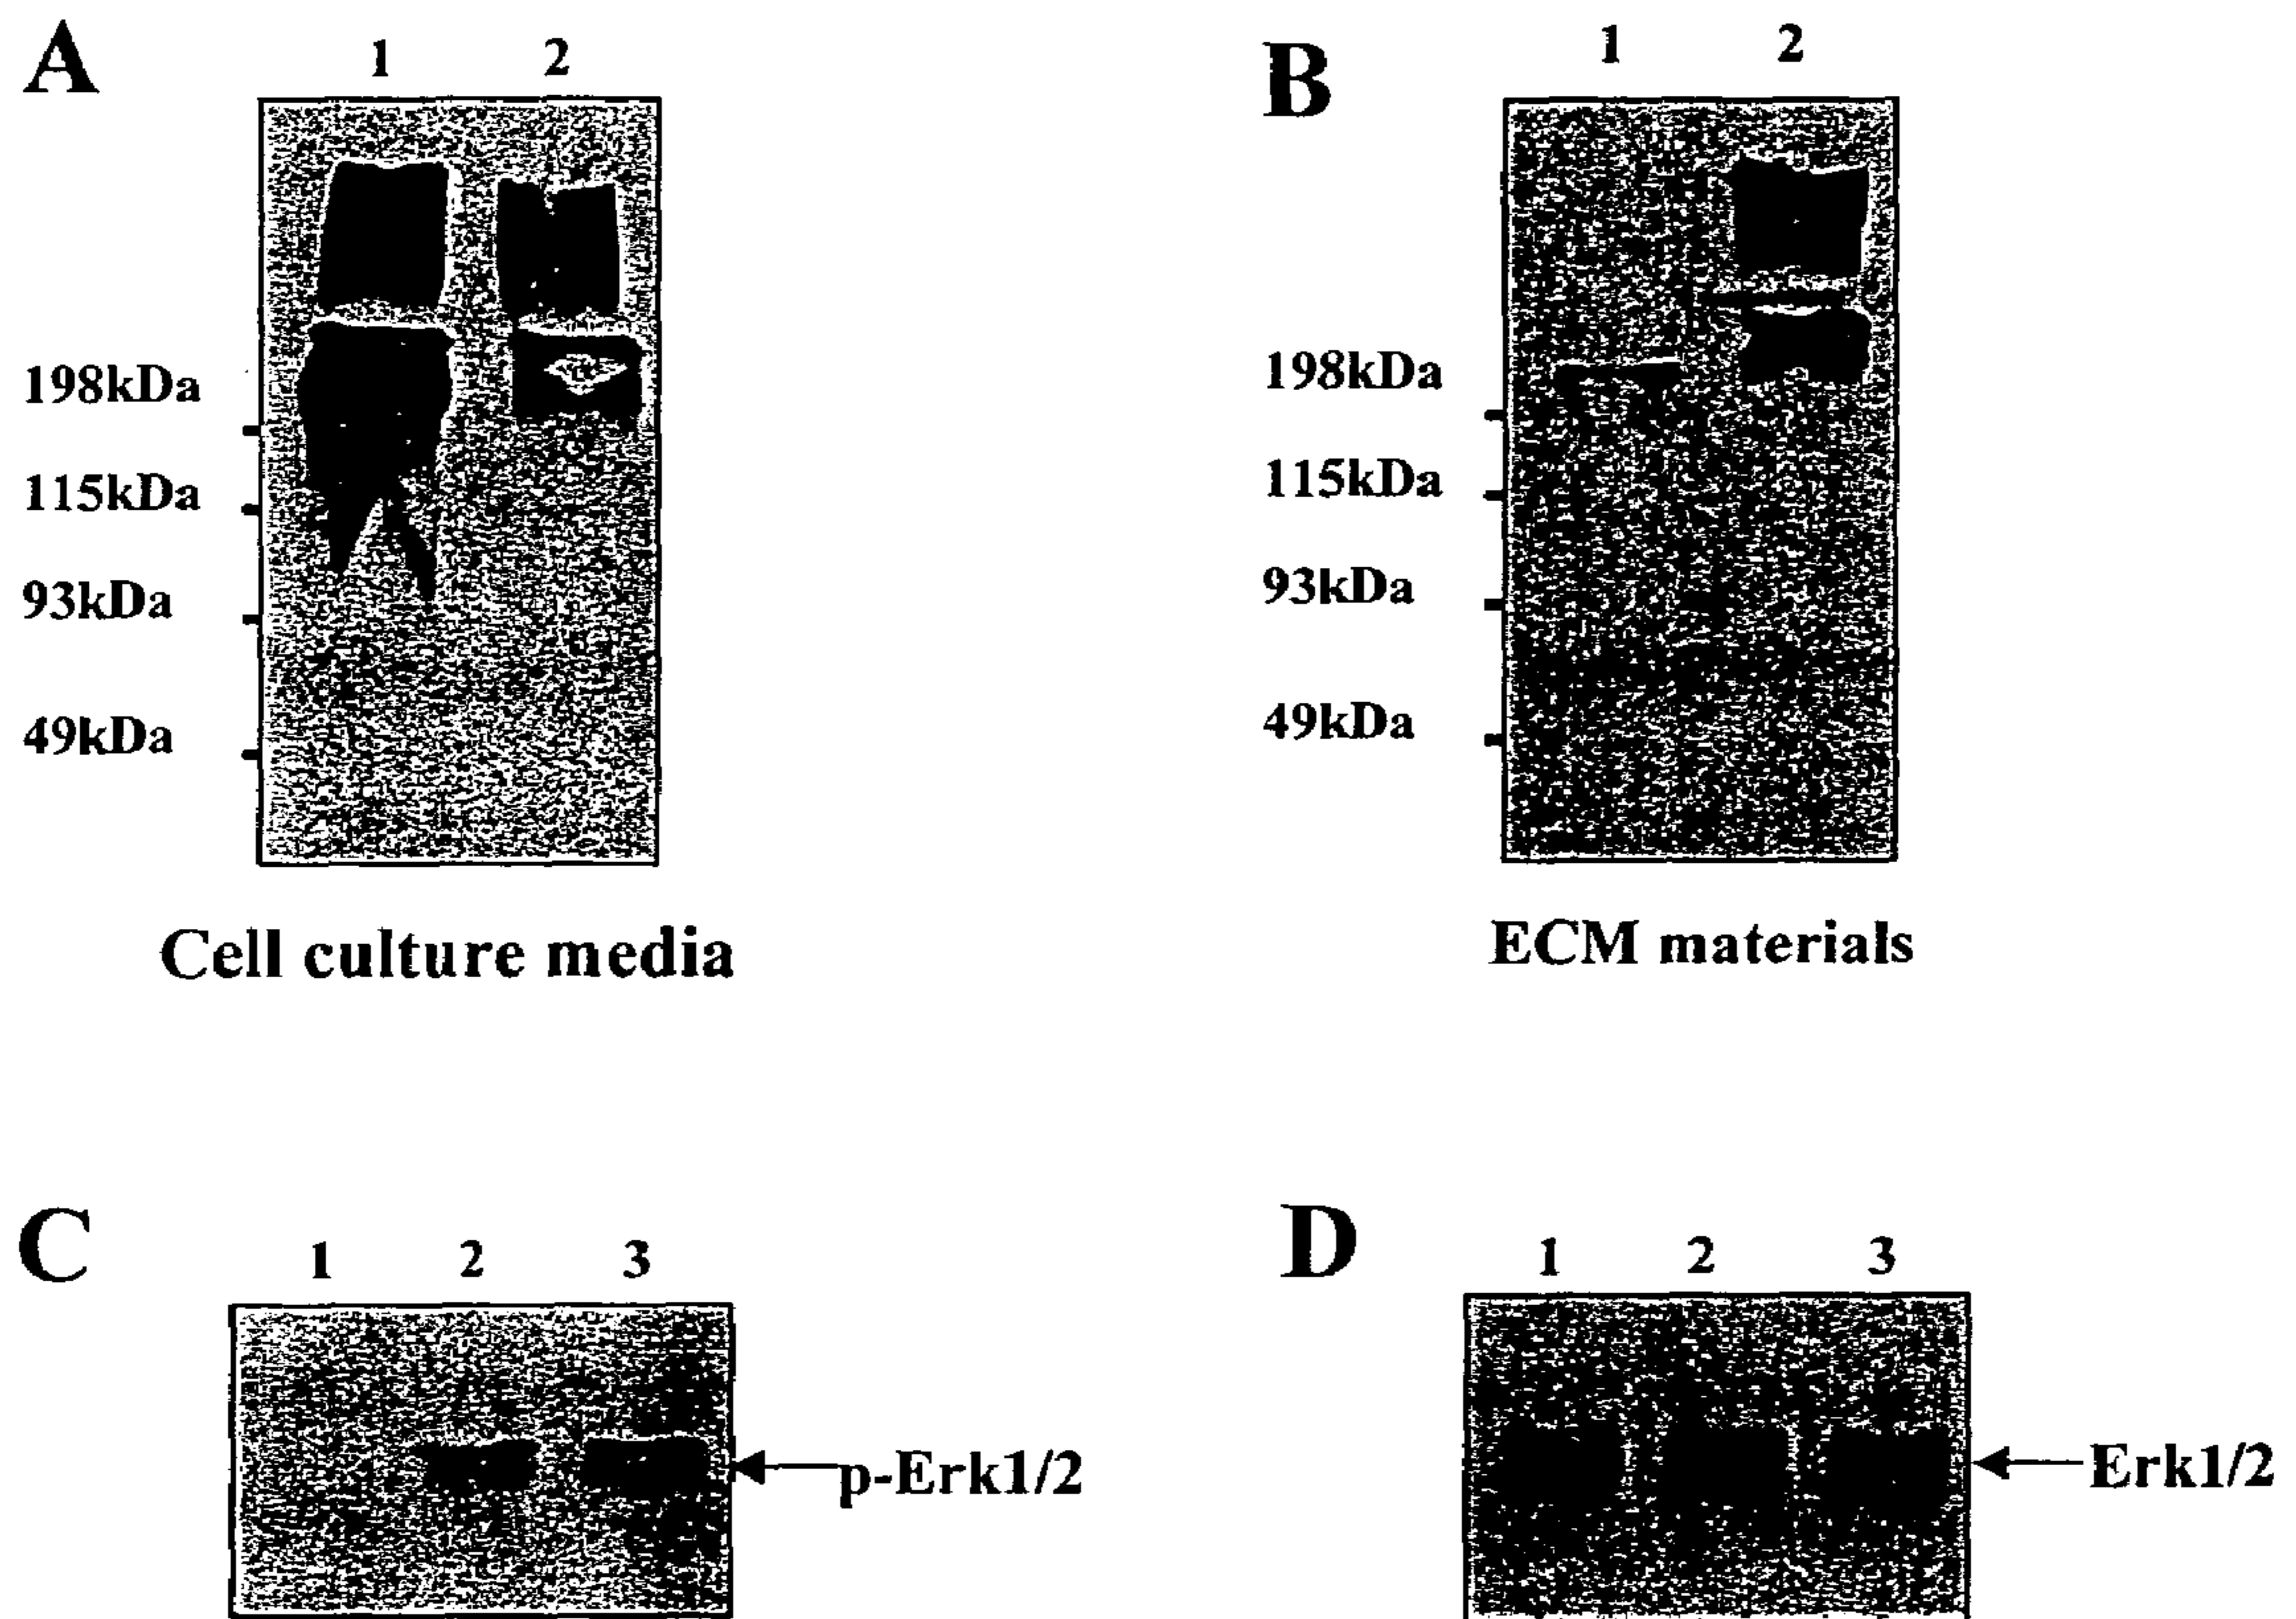 A
1 2
198kDa
115kDa
93kDa
49kDa
Cell culture media
B
1 2
198kDa
115kDa
93kDa
49kDa
ECM materials
C
1 2 3
p-Erk1/2
D
1 2 3
Erk1/2